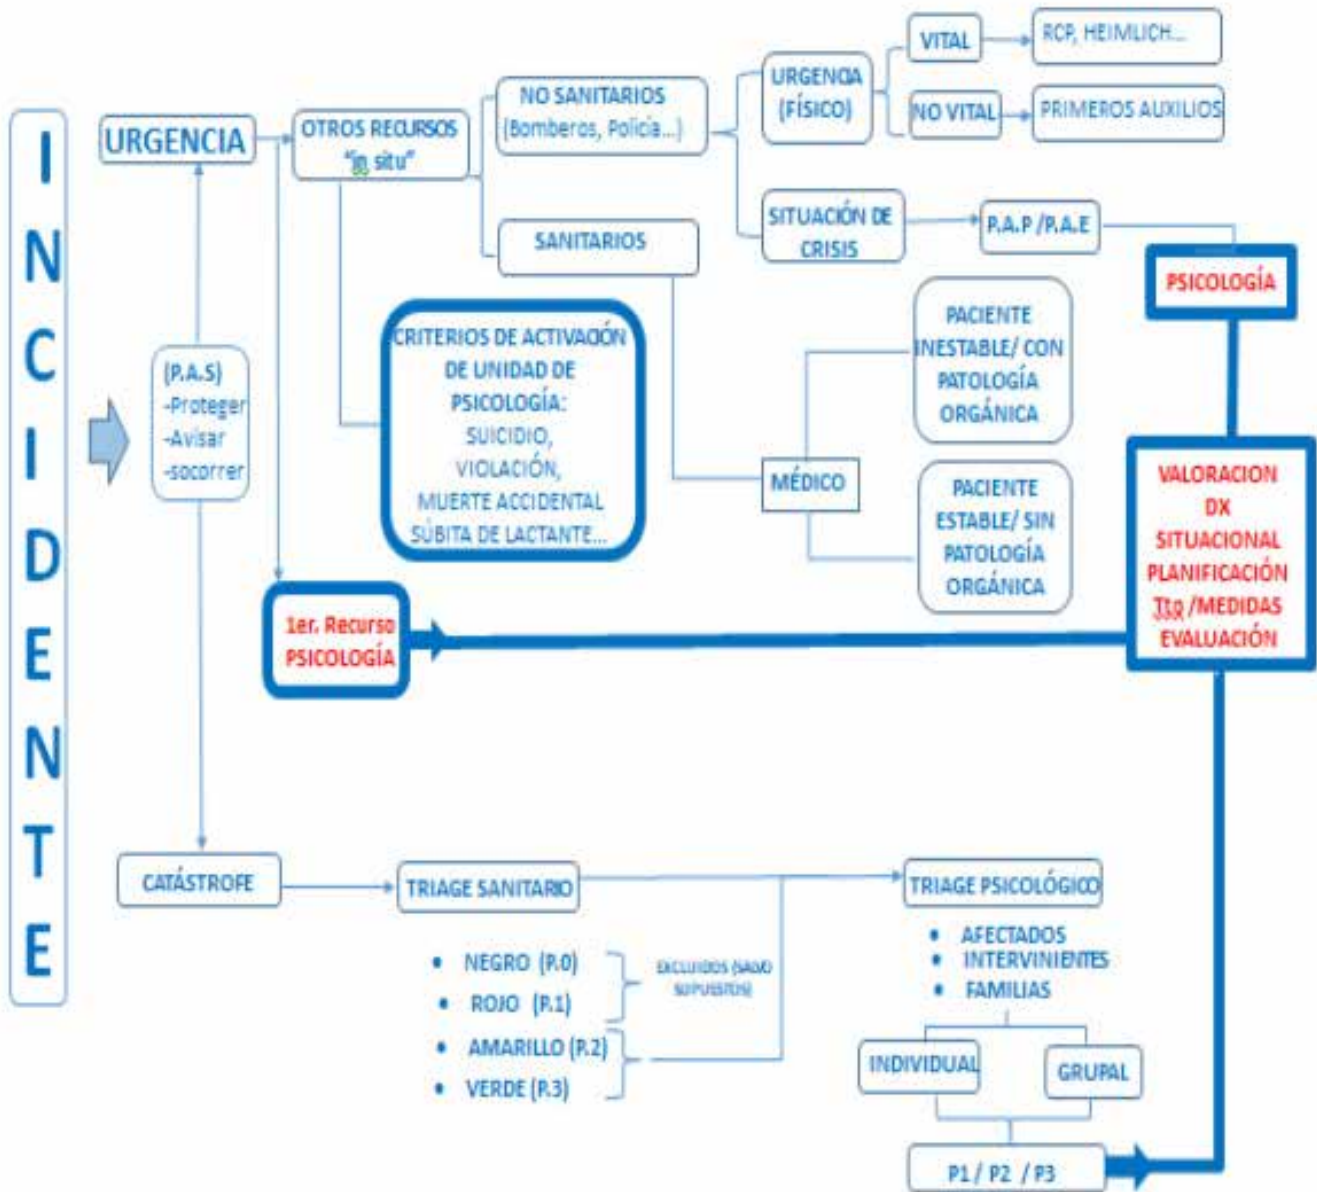 INCIDENTE
URGENCIA
(P.A.S)
-Proteger
-Avisar
-socorrer
OTROS RECURSOS
"in situ"
NO SANITARIOS
(Bomberos, Policía...)
SANITARIOS
URGENCIA
(FÍSICO)
VITAL
RCP, HEIMLICH...
NO VITAL
PRIMEROS AUXILIOS
SITUACIÓN DE
CRISIS
P.A.P /P.A.E
PSICOLOGÍA
CRITERIOS DE ACTIVACIÓN
DE UNIDAD DE
PSICOLOGÍA:
SUICIDIO,
VIOLACIÓN,
MUERTE ACCIDENTAL
SÚBITA DE LACTANTE...
MÉDICO
PACIENTE
INESTABLE/ CON
PATOLOGÍA
ORGÁNICA
PACIENTE
ESTABLE/ SIN
PATOLOGÍA
ORGÁNICA
VALORACION
DX
SITUACIONAL
PLANIFICACIÓN
Tto /MEDIDAS
EVALUACIÓN
1er. Recurso
PSICOLOGÍA
CATÁSTROFE
TRIAGE SANITARIO
• NEGRO (P.0)
• ROJO (P.1)
• AMARILLO (P.2)
• VERDE (P.3)
EXCLUIDOS (SALVO
SUPUESTOS)
TRIAGE PSICOLÓGICO
• AFECTADOS
• INTERVINIENTES
• FAMILIAS
INDIVIDUAL
GRUPAL
P1 / P2 / P3